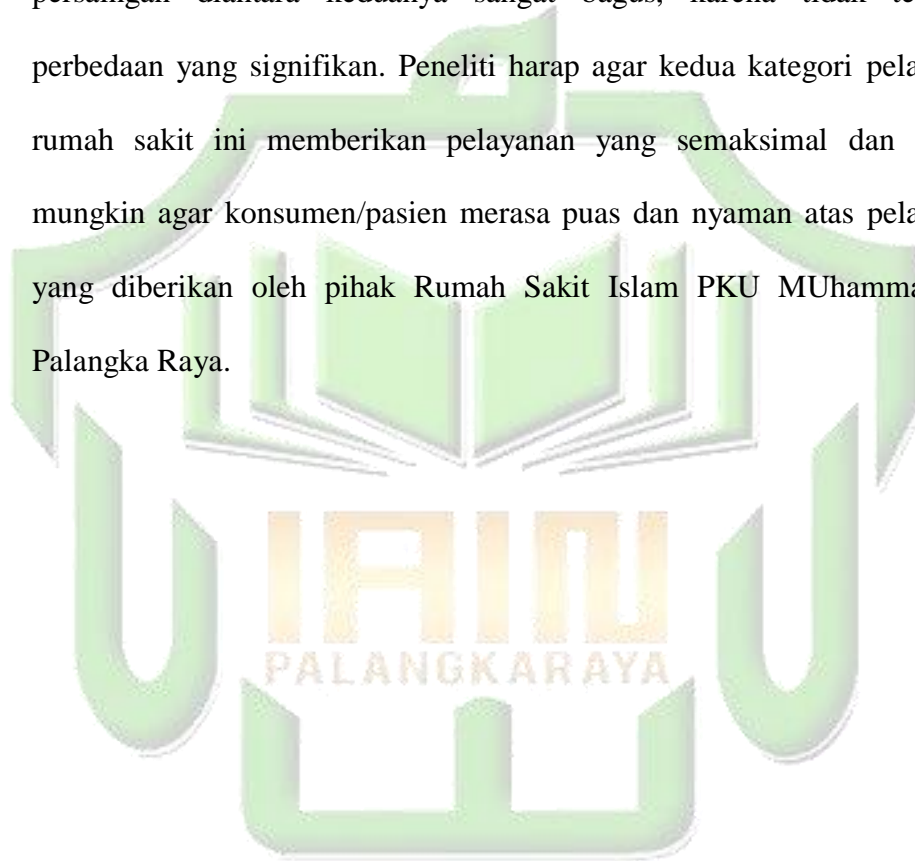 persaingan diantara keduanya sangat bagus, karena tidak te
perbedaan yang signifikan. Peneliti harap agar kedua kategori pela
rumah sakit ini memberikan pelayanan yang semaksimal dan
mungkin agar konsumen/pasien merasa puas dan nyaman atas pela
yang diberikan oleh pihak Rumah Sakit Islam PKU MUhamma
Palangka Raya.
IAIN
PALANGKARAYA